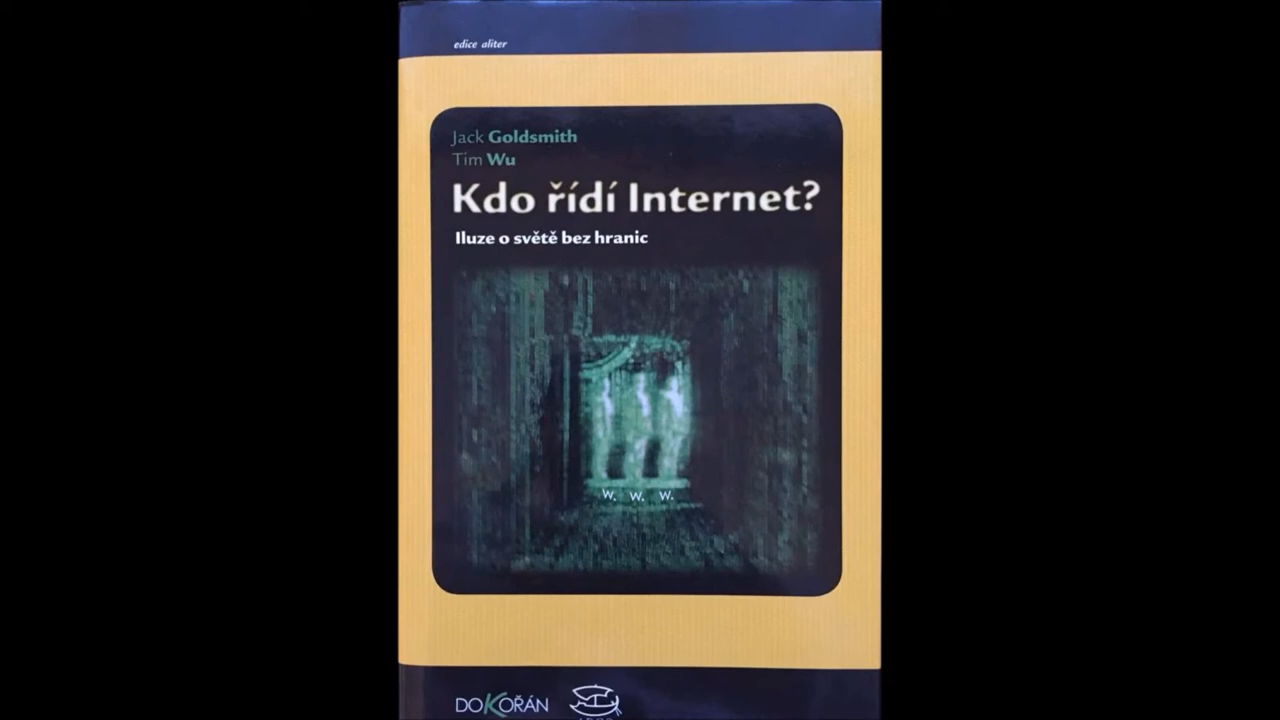 edice aliter
Jack Goldsmith
Tim Wu
Kdo řídí Internet?
Iluze o světě bez hranic
W. W. W.
DOKOŘÁN